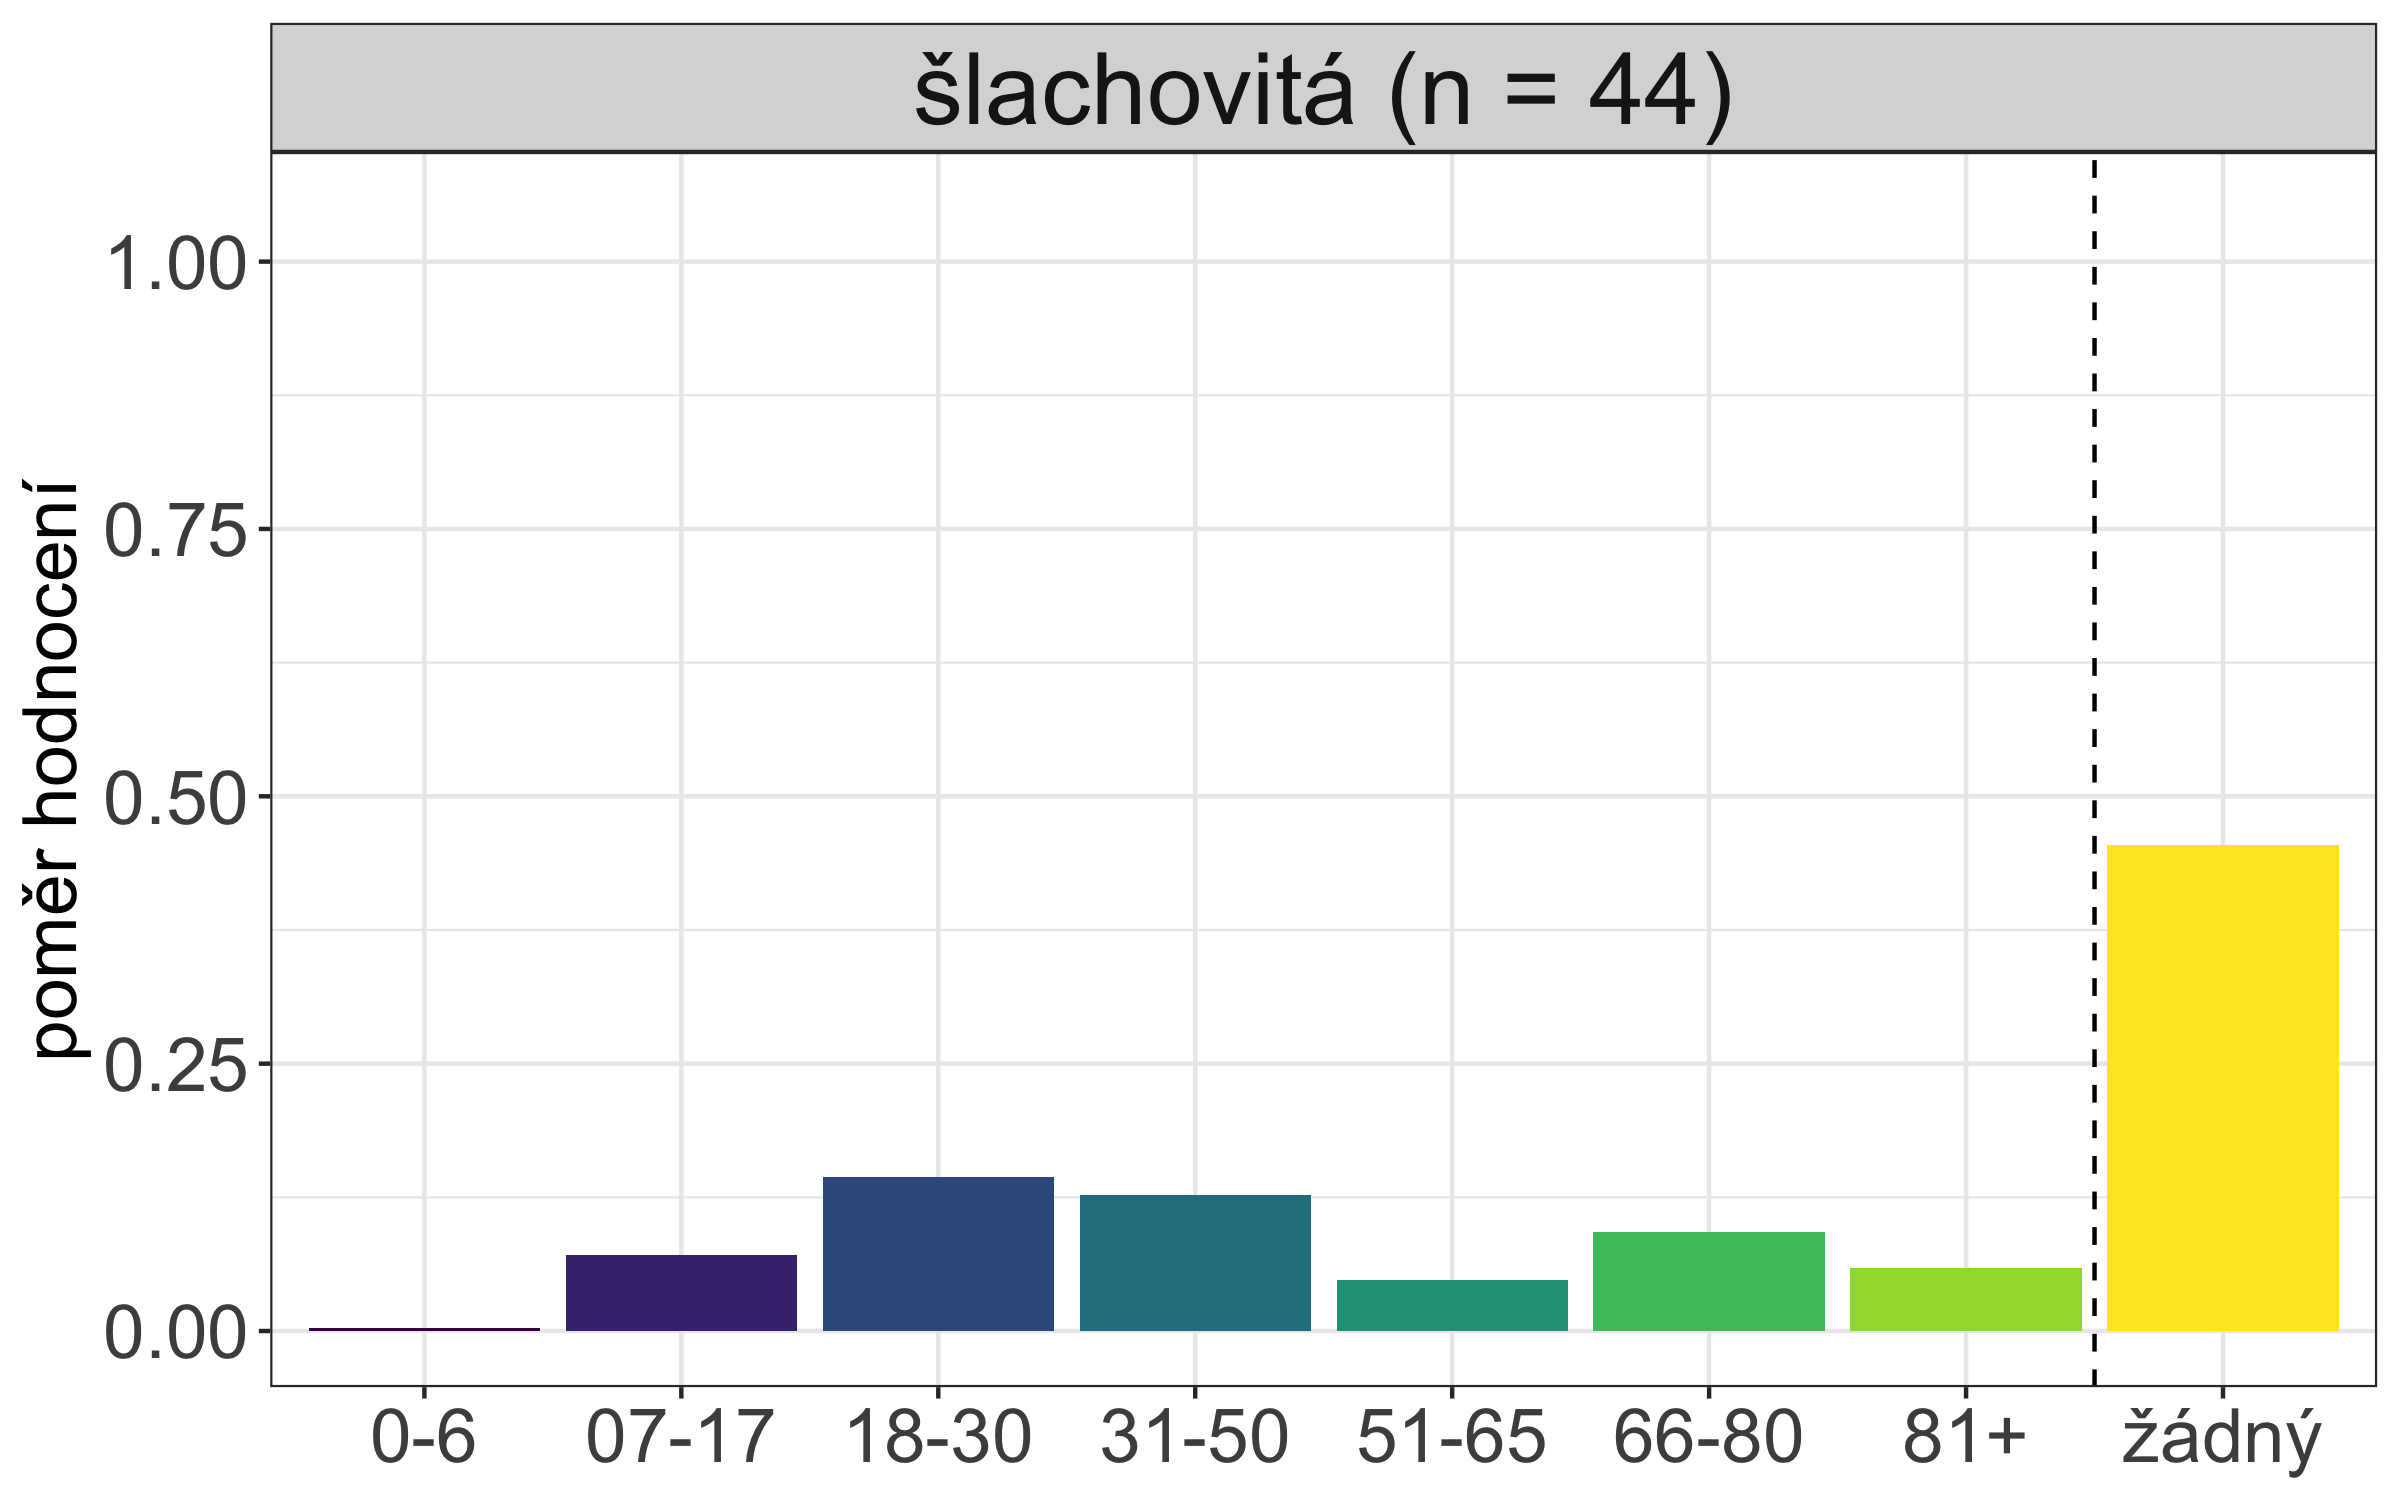 šlachovitá (n = 44)
poměr hodnocení
1.00
0.75
0.50
0.25
0.00
0-6 07-17 18-30 31-50 51-65 66-80 81+ žádný